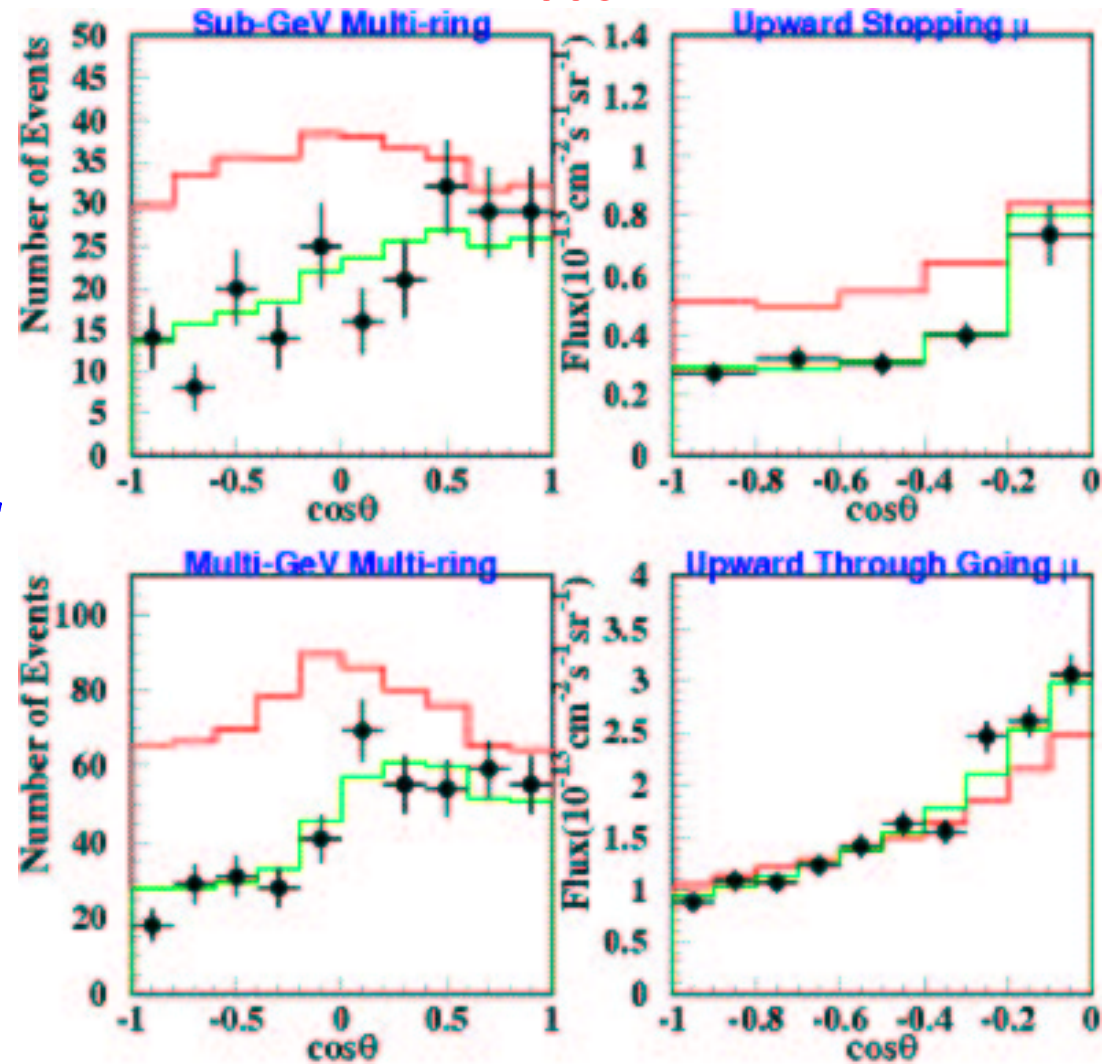 Sub-GeV Multi-ring
Number of Events
50
45
40
35
30
25
20
15
10
5
0
-1 -0.5 0 0.5 1
cosθ
Upward Stopping μ
Flux(10⁻¹³cm⁻²s⁻¹sr⁻¹)
1.4
1.2
1
0.8
0.6
0.4
0.2
0
-1 -0.8 -0.6 -0.4 -0.2 0
cosθ
Multi-GeV Multi-ring
Number of Events
100
80
60
40
20
0
-1 -0.5 0 0.5 1
cosθ
Upward Through Going μ
Flux(10⁻¹³cm⁻²s⁻¹sr⁻¹)
4
3.5
3
2.5
2
1.5
1
0.5
0
-1 -0.8 -0.6 -0.4 -0.2 0
cosθ